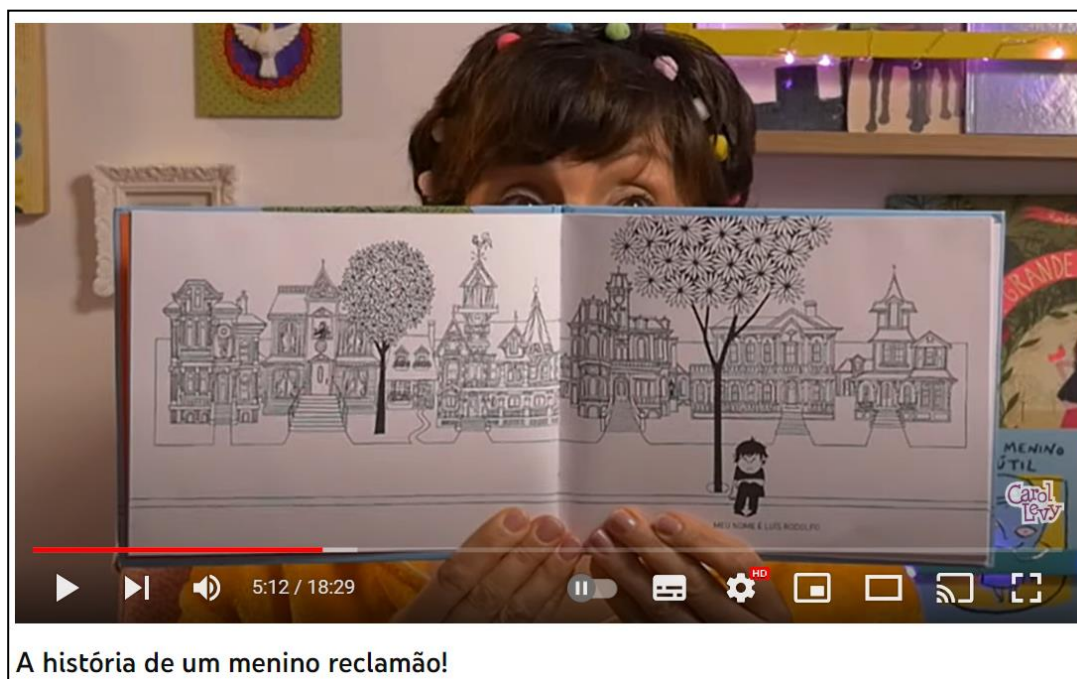 GRANDE
MENINO
ÚTIL
Carol
Levy
MEU NOME É LUÍS RODOLFO
HD
5:12 / 18:29
A história de um menino reclamão!